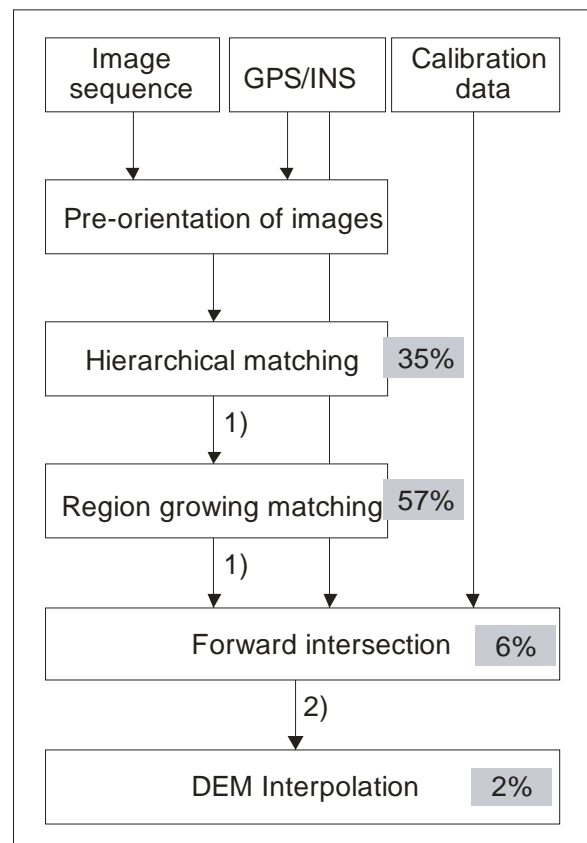 Image
sequence
GPS/INS
Calibration
data
Pre-orientation of images
Hierarchical matching
35%
1)
Region growing matching
57%
1)
Forward intersection
6%
2)
DEM Interpolation
2%